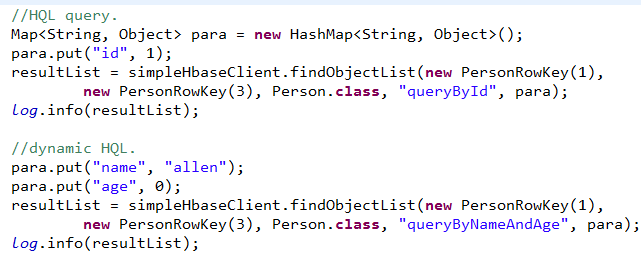 //HQL query.
Map<String, Object> para = new HashMap<String, Object>();
para.put("id", 1);
resultList = simpleHbaseClient.findObjectList(new PersonRowKey(1),
        new PersonRowKey(3), Person.class, "queryById", para);
log.info(resultList);

//dynamic HQL.
para.put("name", "allen");
para.put("age", 0);
resultList = simpleHbaseClient.findObjectList(new PersonRowKey(1),
        new PersonRowKey(3), Person.class, "queryByNameAndAge", para);
log.info(resultList);